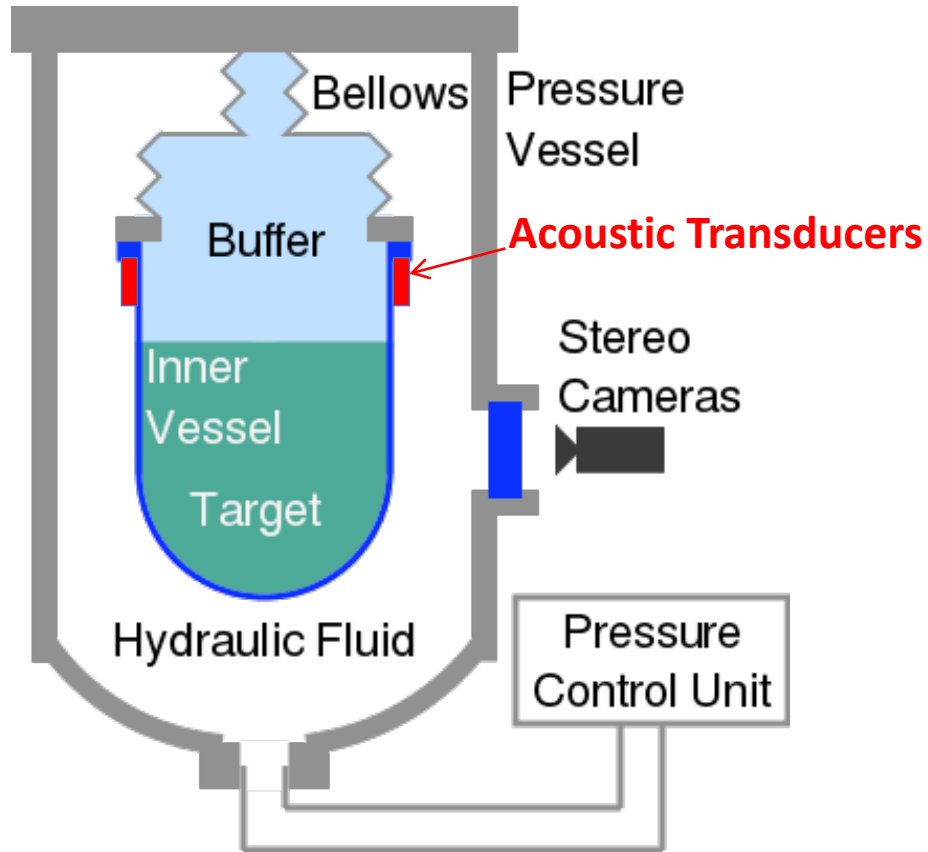 Bellows
Pressure
Vessel
Buffer
Acoustic Transducers
Stereo
Cameras
Inner
Vessel
Target
Hydraulic Fluid
Pressure
Control Unit